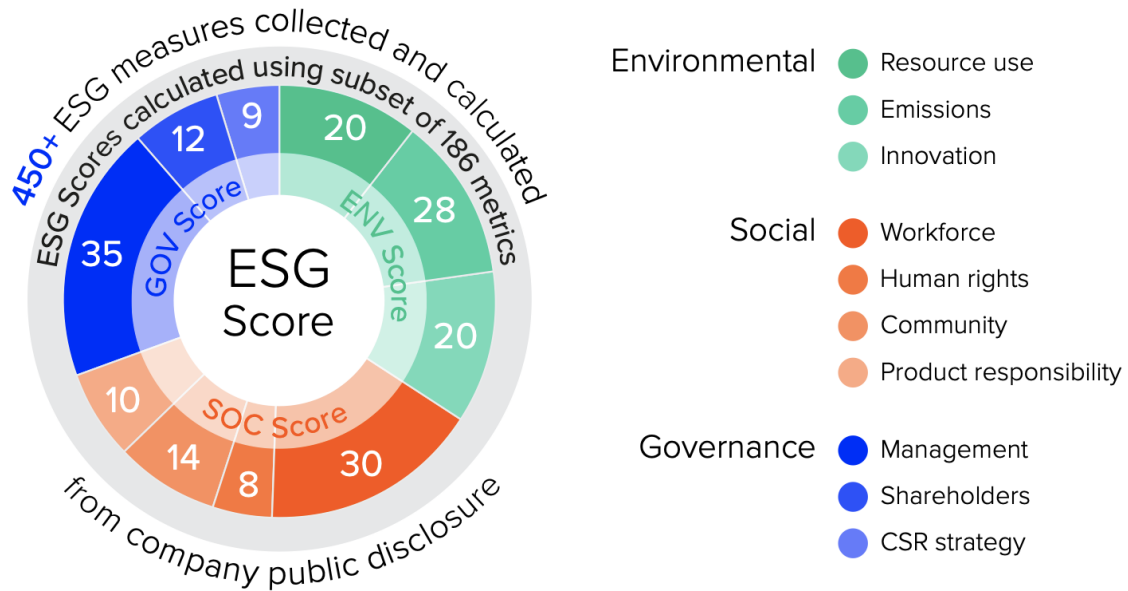 450+ ESG measures collected and calculated
ESG Scores calculated using subset of 186 metrics
from company public disclosure
ESG
Score
ENV Score
20
28
20
SOC Score
30
8
14
10
GOV Score
35
12
9
Environmental
Resource use
Emissions
Innovation
Social
Workforce
Human rights
Community
Product responsibility
Governance
Management
Shareholders
CSR strategy